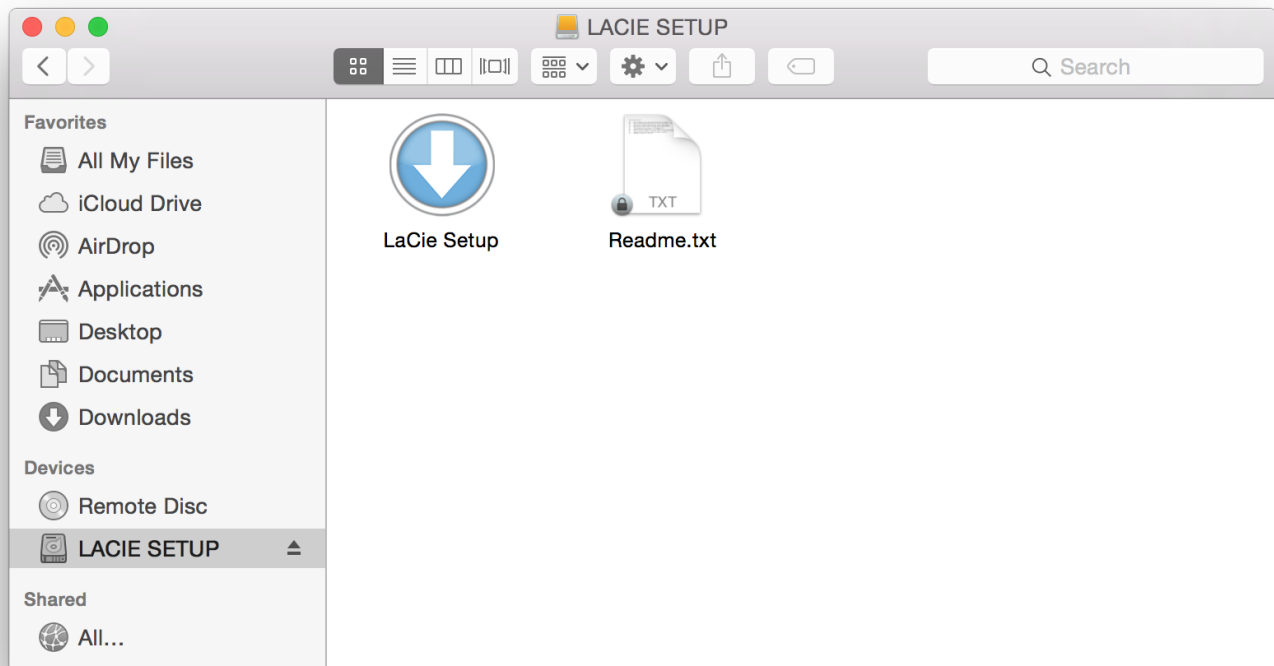 LACIE SETUP
Search
Favorites
All My Files
iCloud Drive
AirDrop
Applications
Desktop
Documents
Downloads
Devices
Remote Disc
LACIE SETUP
Shared
All...
TXT
LaCie Setup
Readme.txt